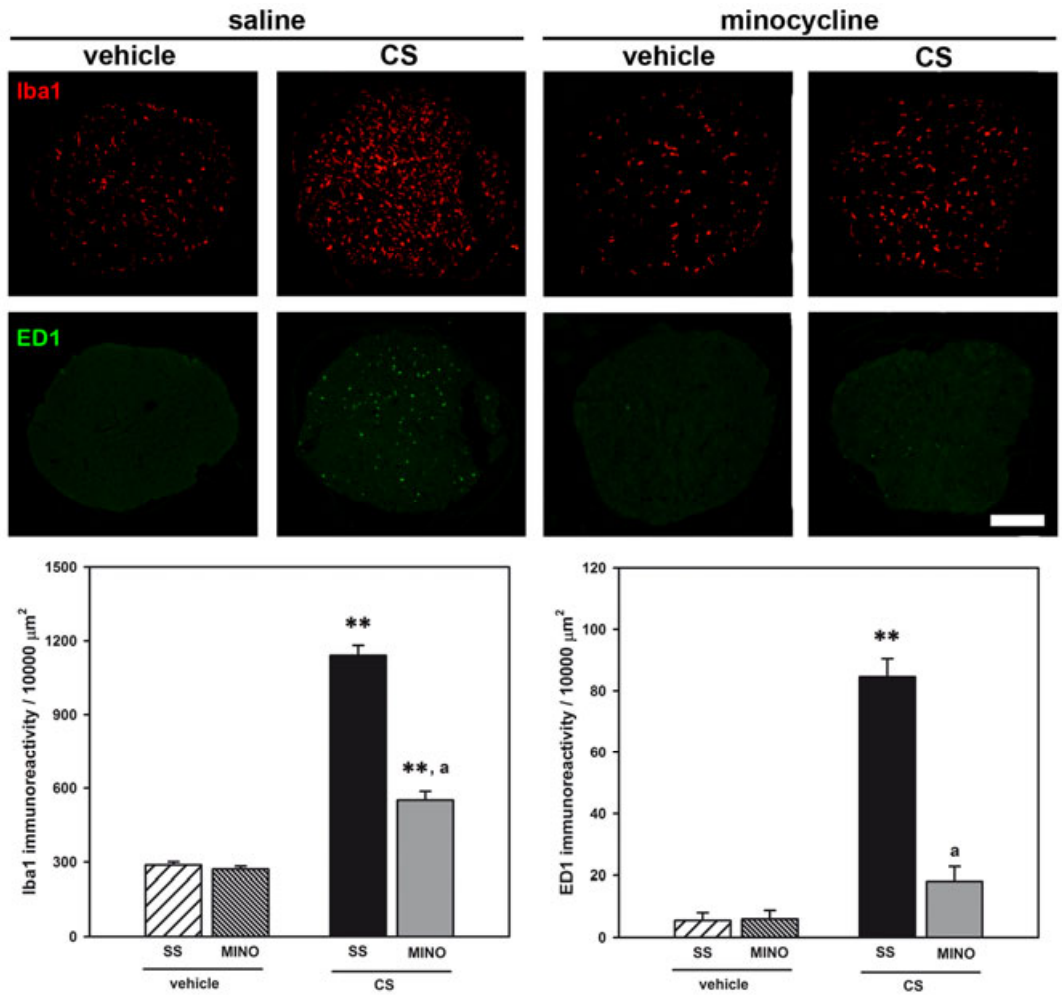 saline minocycline
vehicle CS vehicle CS
Iba1
ED1
Iba1 immunoreactivity / 10000 μm²
1500
1200
900
600
300
0
**
**, a
SS MINO SS MINO
vehicle CS
ED1 immunoreactivity / 10000 μm²
120
100
80
60
40
20
0
**
a
SS MINO SS MINO
vehicle CS